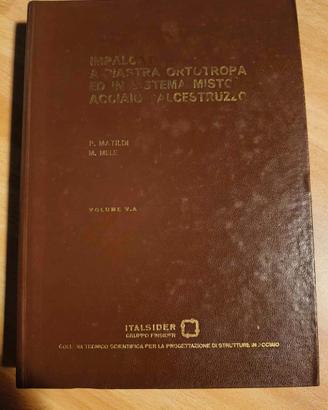 IMPALC
A PIASTRA ORTOTROPA
ED IN SISTEMA MISTO
ACCIAIO CALCESTRUZZO
P. MATILDI
M. MELE
VOLUME V.A
ITALSIDER
GRUPPO FINSIDER
COLLANA TECNICO SCIENTIFICA PER LA PROGETTAZIONE DI STRUTTURE IN ACCIAIO